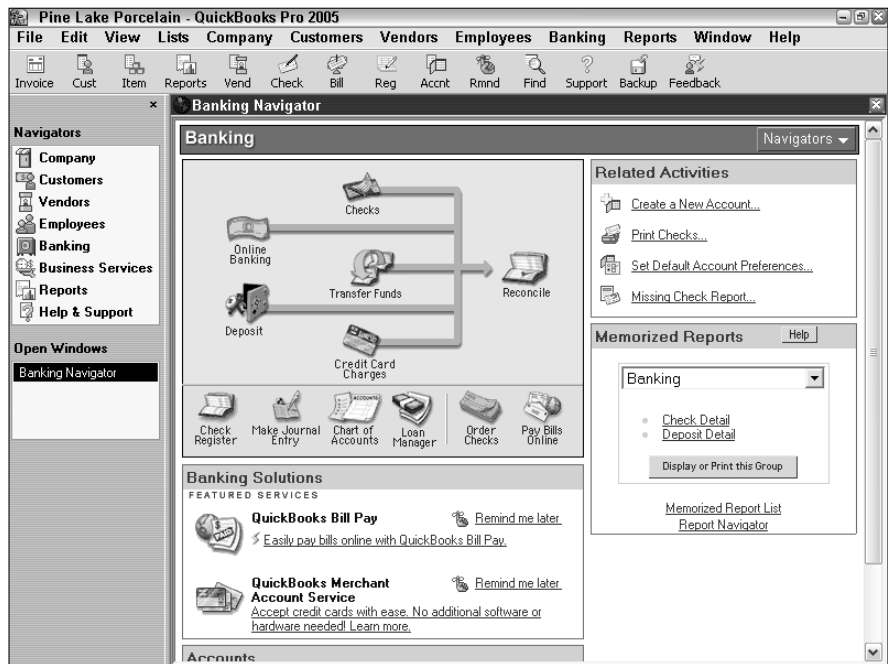 Pine Lake Porcelain - QuickBooks Pro 2005
File Edit View Lists Company Customers Vendors Employees Banking Reports Window Help
Invoice Cust Item Reports Vend Check Bill Reg Accnt Rmnd Find Support Backup Feedback
Navigators
Company
Customers
Vendors
Employees
Banking
Business Services
Reports
Help & Support
Open Windows
Banking Navigator
Banking Navigator
Banking
Navigators
Checks
Online
Banking
Transfer Funds
Reconcile
Deposit
Credit Card
Charges
Check
Register
Make Journal
Entry
ACCOUNTS
Chart of
Accounts
Loan
Manager
Order
Checks
Pay Bills
Online
Banking Solutions
FEATURED SERVICES
PAID
QuickBooks Bill Pay
Remind me later
Easily pay bills online with QuickBooks Bill Pay.
QuickBooks Merchant
Account Service
Remind me later
Accept credit cards with ease. No additional software or
hardware needed! Learn more.
Accounts
Related Activities
Create a New Account...
Print Checks...
Set Default Account Preferences...
Missing Check Report...
Memorized Reports
Help
Banking
Check Detail
Deposit Detail
Display or Print this Group
Memorized Report List
Report Navigator